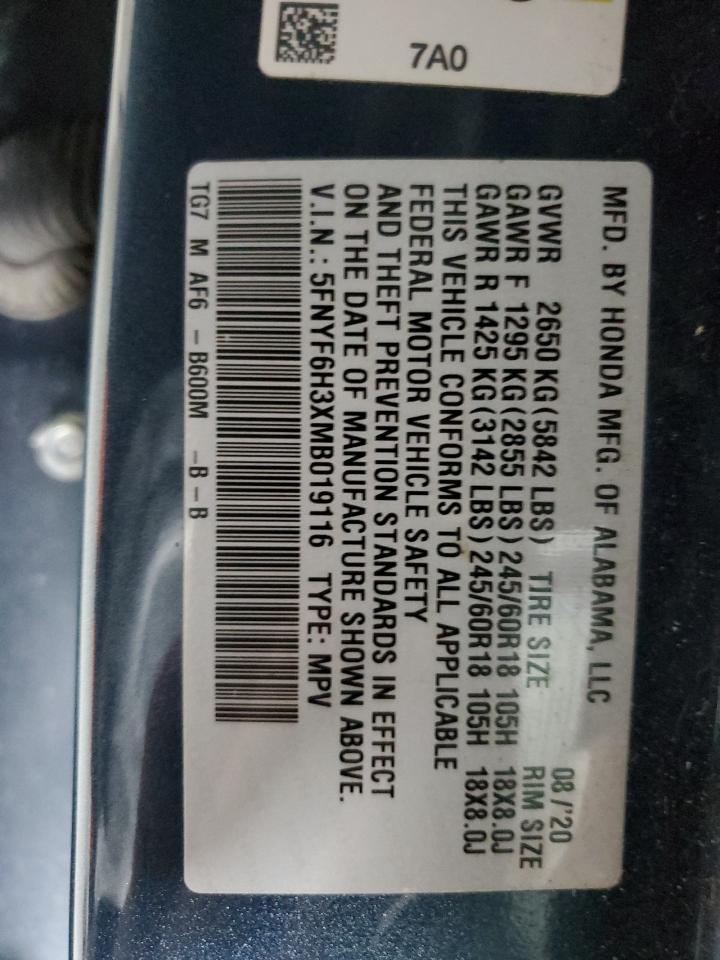 7A0
MFD. BY HONDA MFG. OF ALABAMA, LLC
08/'20
GVWR 2650 KG(5842 LBS) TIRE SIZE RIM SIZE
GAWR F 1295 KG(2855 LBS) 245/60R18 105H 18X8.0J
GAWR R 1425 KG(3142 LBS) 245/60R18 105H 18X8.0J
THIS VEHICLE CONFORMS TO ALL APPLICABLE
FEDERAL MOTOR VEHICLE SAFETY
AND THEFT PREVENTION STANDARDS IN EFFECT
ON THE DATE OF MANUFACTURE SHOWN ABOVE.
V.I.N.: 5FNYF6H3XMB019116 TYPE: MPV
TG7 M AF6 - B600M -B-B